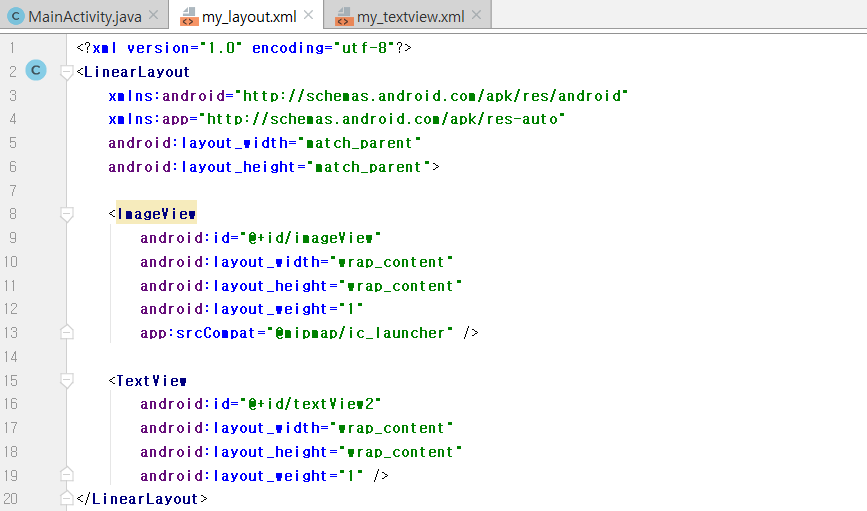 MainActivity.java
my_layout.xml
my_textview.xml
1 <?xml version="1.0" encoding="utf-8"?>
2 <LinearLayout
3 xmlns:android="http://schemas.android.com/apk/res/android"
4 xmlns:app="http://schemas.android.com/apk/res-auto"
5 android:layout_width="match_parent"
6 android:layout_height="match_parent">
7
8 <ImageView
9 android:id="@+id/imageView"
10 android:layout_width="wrap_content"
11 android:layout_height="wrap_content"
12 android:layout_weight="1"
13 app:srcCompat="@mipmap/ic_launcher" />
14
15 <TextView
16 android:id="@+id/textView2"
17 android:layout_width="wrap_content"
18 android:layout_height="wrap_content"
19 android:layout_weight="1" />
20 </LinearLayout>